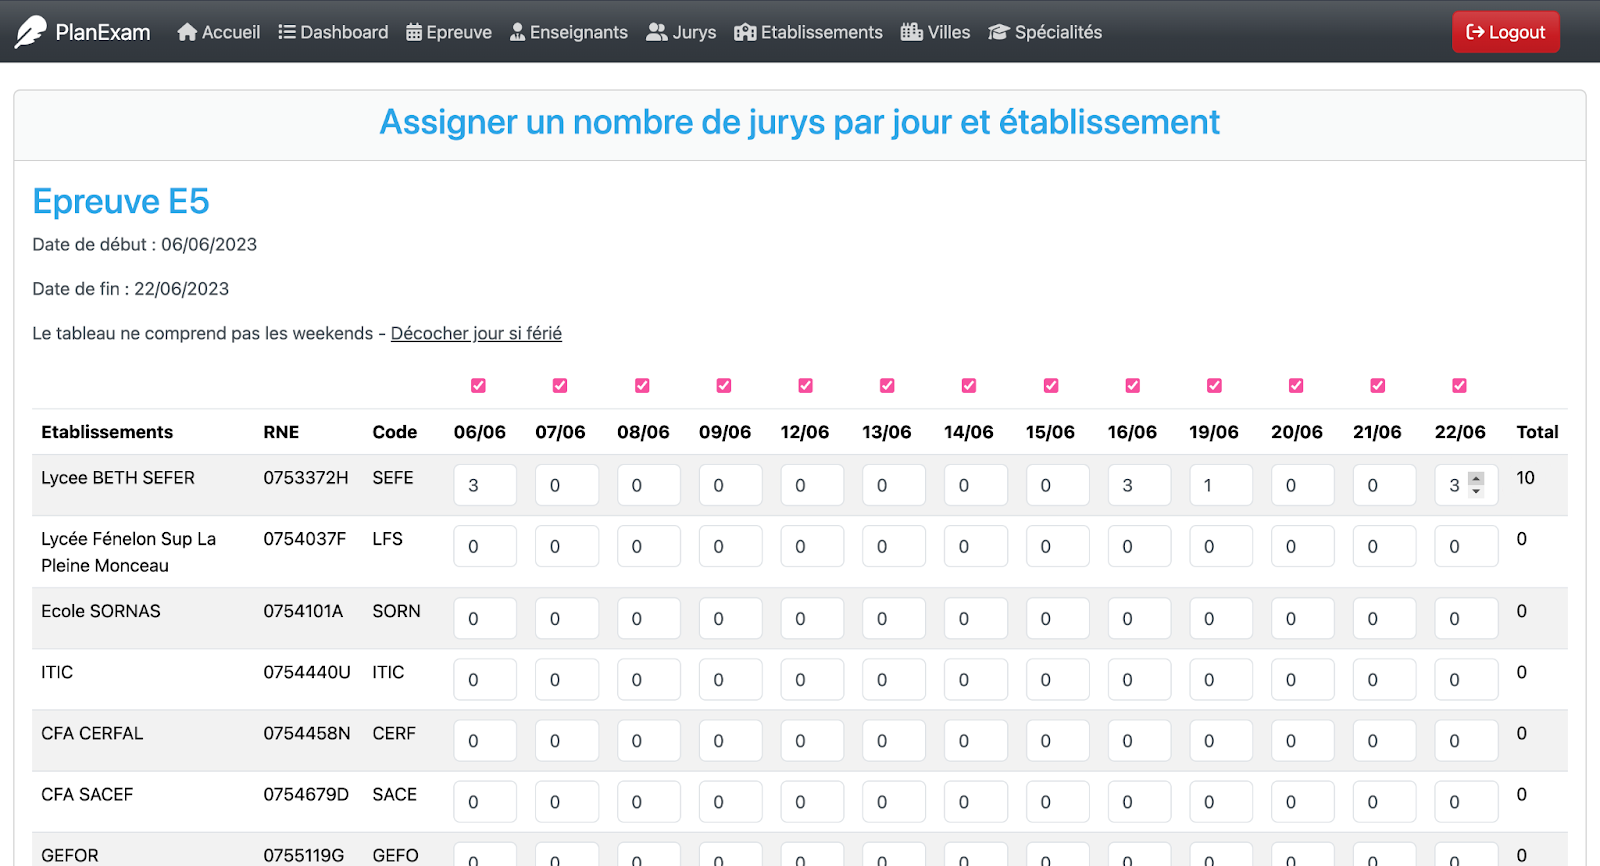 PlanExam Accueil Dashboard Epreuve Enseignants Jurys Etablissements Villes Spécialités Logout
Assigner un nombre de jurys par jour et établissement
Epreuve E5
Date de début : 06/06/2023
Date de fin : 22/06/2023
Le tableau ne comprend pas les weekends - Décocher jour si férié
Etablissements RNE Code 06/06 07/06 08/06 09/06 12/06 13/06 14/06 15/06 16/06 19/06 20/06 21/06 22/06 Total
Lycee BETH SEFER 0753372H SEFE 3 0 0 0 0 0 0 0 3 1 0 0 3 10
Lycée Fénelon Sup La Pleine Monceau 0754037F LFS 0 0 0 0 0 0 0 0 0 0 0 0 0 0
Ecole SORNAS 0754101A SORN 0 0 0 0 0 0 0 0 0 0 0 0 0 0
ITIC 0754440U ITIC 0 0 0 0 0 0 0 0 0 0 0 0 0 0
CFA CERFAL 0754458N CERF 0 0 0 0 0 0 0 0 0 0 0 0 0 0
CFA SACEF 0754679D SACE 0 0 0 0 0 0 0 0 0 0 0 0 0 0
GEFOR 0755119G GEFO 0 0 0 0 0 0 0 0 0 0 0 0 0 0